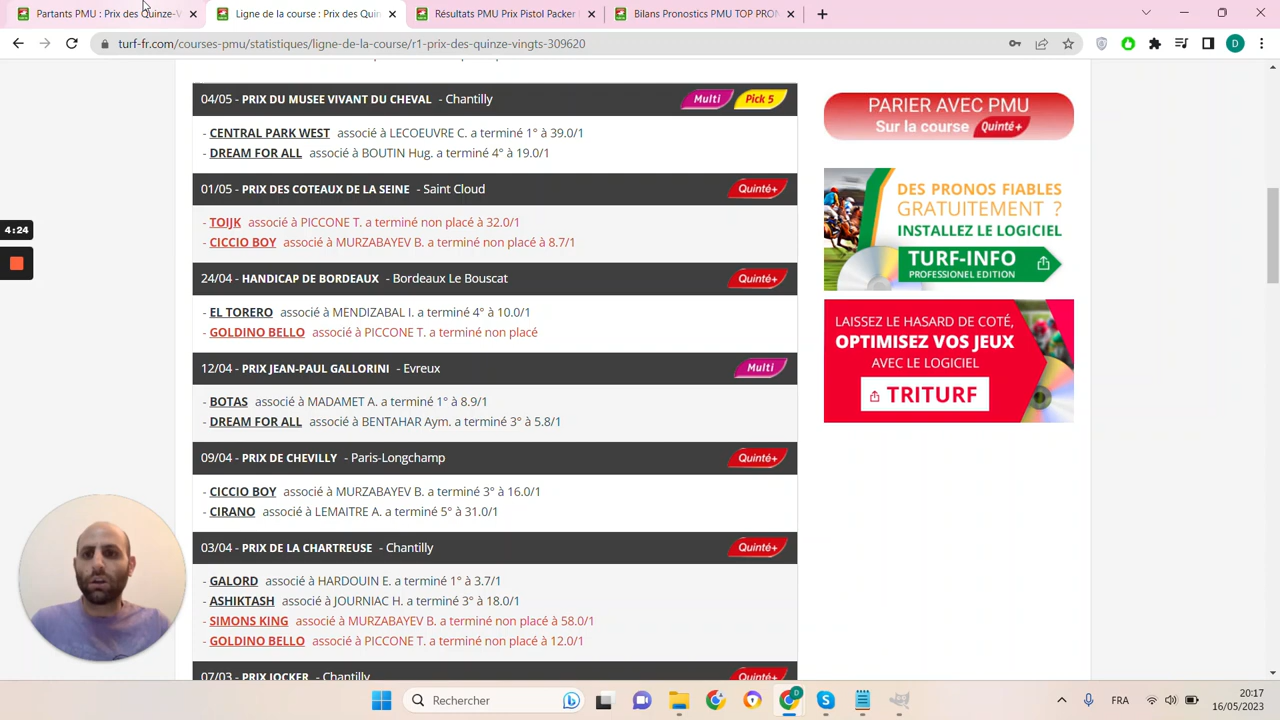 Partants PMU : Prix des Quinze-V
Ligne de la course : Prix des Quin
Résultats PMU Pistol Packer
Bilans Pronostics PMU TOP PRON
turf-fr.com/courses-pmu/statistiques/ligne-de-la-course/r1-prix-des-quinze-vingts-309620
D
04/05 - PRIX DU MUSEE VIVANT DU CHEVAL - Chantilly Multi Pick 5
- CENTRAL PARK WEST associé à LECOEUVRE C. a terminé 1° à 39.0/1
- DREAM FOR ALL associé à BOUTIN Hug. a terminé 4° à 19.0/1
01/05 - PRIX DES COTEAUX DE LA SEINE - Saint Cloud Quinté+
- TOIJK associé à PICCONE T. a terminé non placé à 32.0/1
- CICCIO BOY associé à MURZABAYEV B. a terminé non placé à 8.7/1
24/04 - HANDICAP DE BORDEAUX - Bordeaux Le Bouscat Quinté+
- EL TORERO associé à MENDIZABAL I. a terminé 4° à 10.0/1
- GOLDINO BELLO associé à PICCONE T. a terminé non placé
12/04 - PRIX JEAN-PAUL GALLORINI - Evreux Multi
- BOTAS associé à MADAMET A. a terminé 1° à 8.9/1
- DREAM FOR ALL associé à BENTAHAR Aym. a terminé 3° à 5.8/1
09/04 - PRIX DE CHEVILLY - Paris-Longchamp Quinté+
- CICCIO BOY associé à MURZABAYEV B. a terminé 3° à 16.0/1
- CIRANO associé à LEMAITRE A. a terminé 5° à 31.0/1
03/04 - PRIX DE LA CHARTREUSE - Chantilly Quinté+
- GALORD associé à HARDOUIN E. a terminé 1° à 3.7/1
- ASHIKTASH associé à JOURNIAC H. a terminé 3° à 18.0/1
- SIMONS KING associé à MURZABAYEV B. a terminé non placé à 58.0/1
- GOLDINO BELLO associé à PICCONE T. a terminé non placé à 12.0/1
07/03 - PRIX JOCKER - Chantilly Quinté+
PARIER AVEC PMU
Sur la course Quinté+
DES PRONOS FIABLES
GRATUITEMENT ?
INSTALLEZ LE LOGICIEL
TURF-INFO
PROFESIONNEL EDITION
LAISSEZ LE HASARD DE COTÉ,
OPTIMISEZ VOS JEUX
AVEC LE LOGICIEL
TRITURF
4:24
Rechercher
D
FRA
20:17
16/05/2023